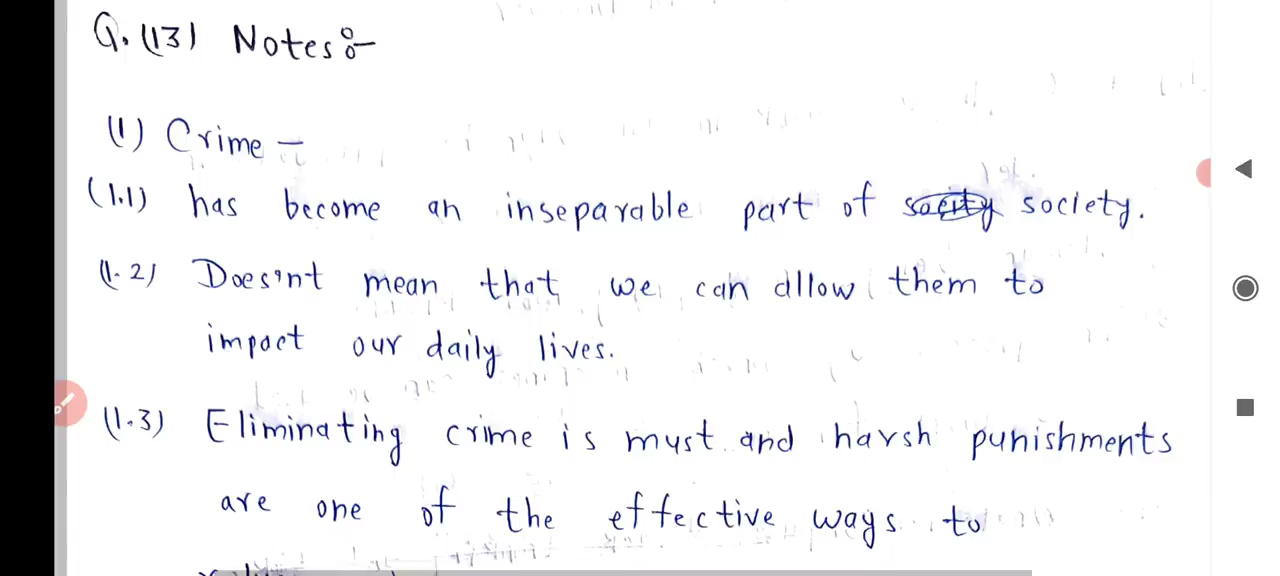 Q. (13) Notes :-
(1) Crime -
(1.1) has become an inseparable part of society.
(1.2) Does'nt mean that we can allow them to
impact our daily lives.
(1.3) Eliminating crime is must and harsh punishments
are one of the effective ways to